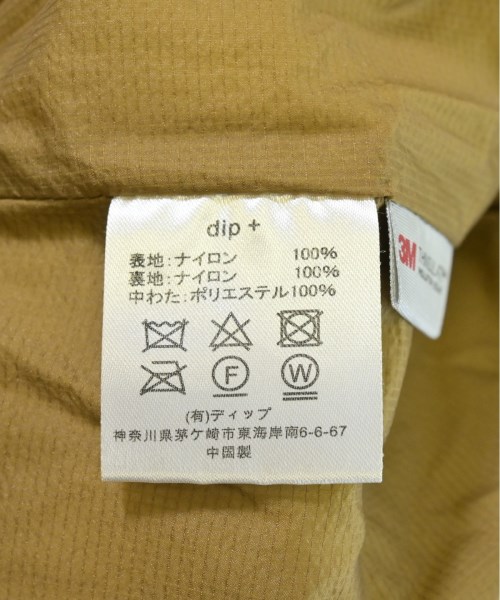 dip +
表地:ナイロン 100%
裏地:ナイロン 100%
中わた:ポリエステル100%
F
W
(有)ディップ
神奈川県茅ケ崎市東海岸南6-6-67
中国製
3M